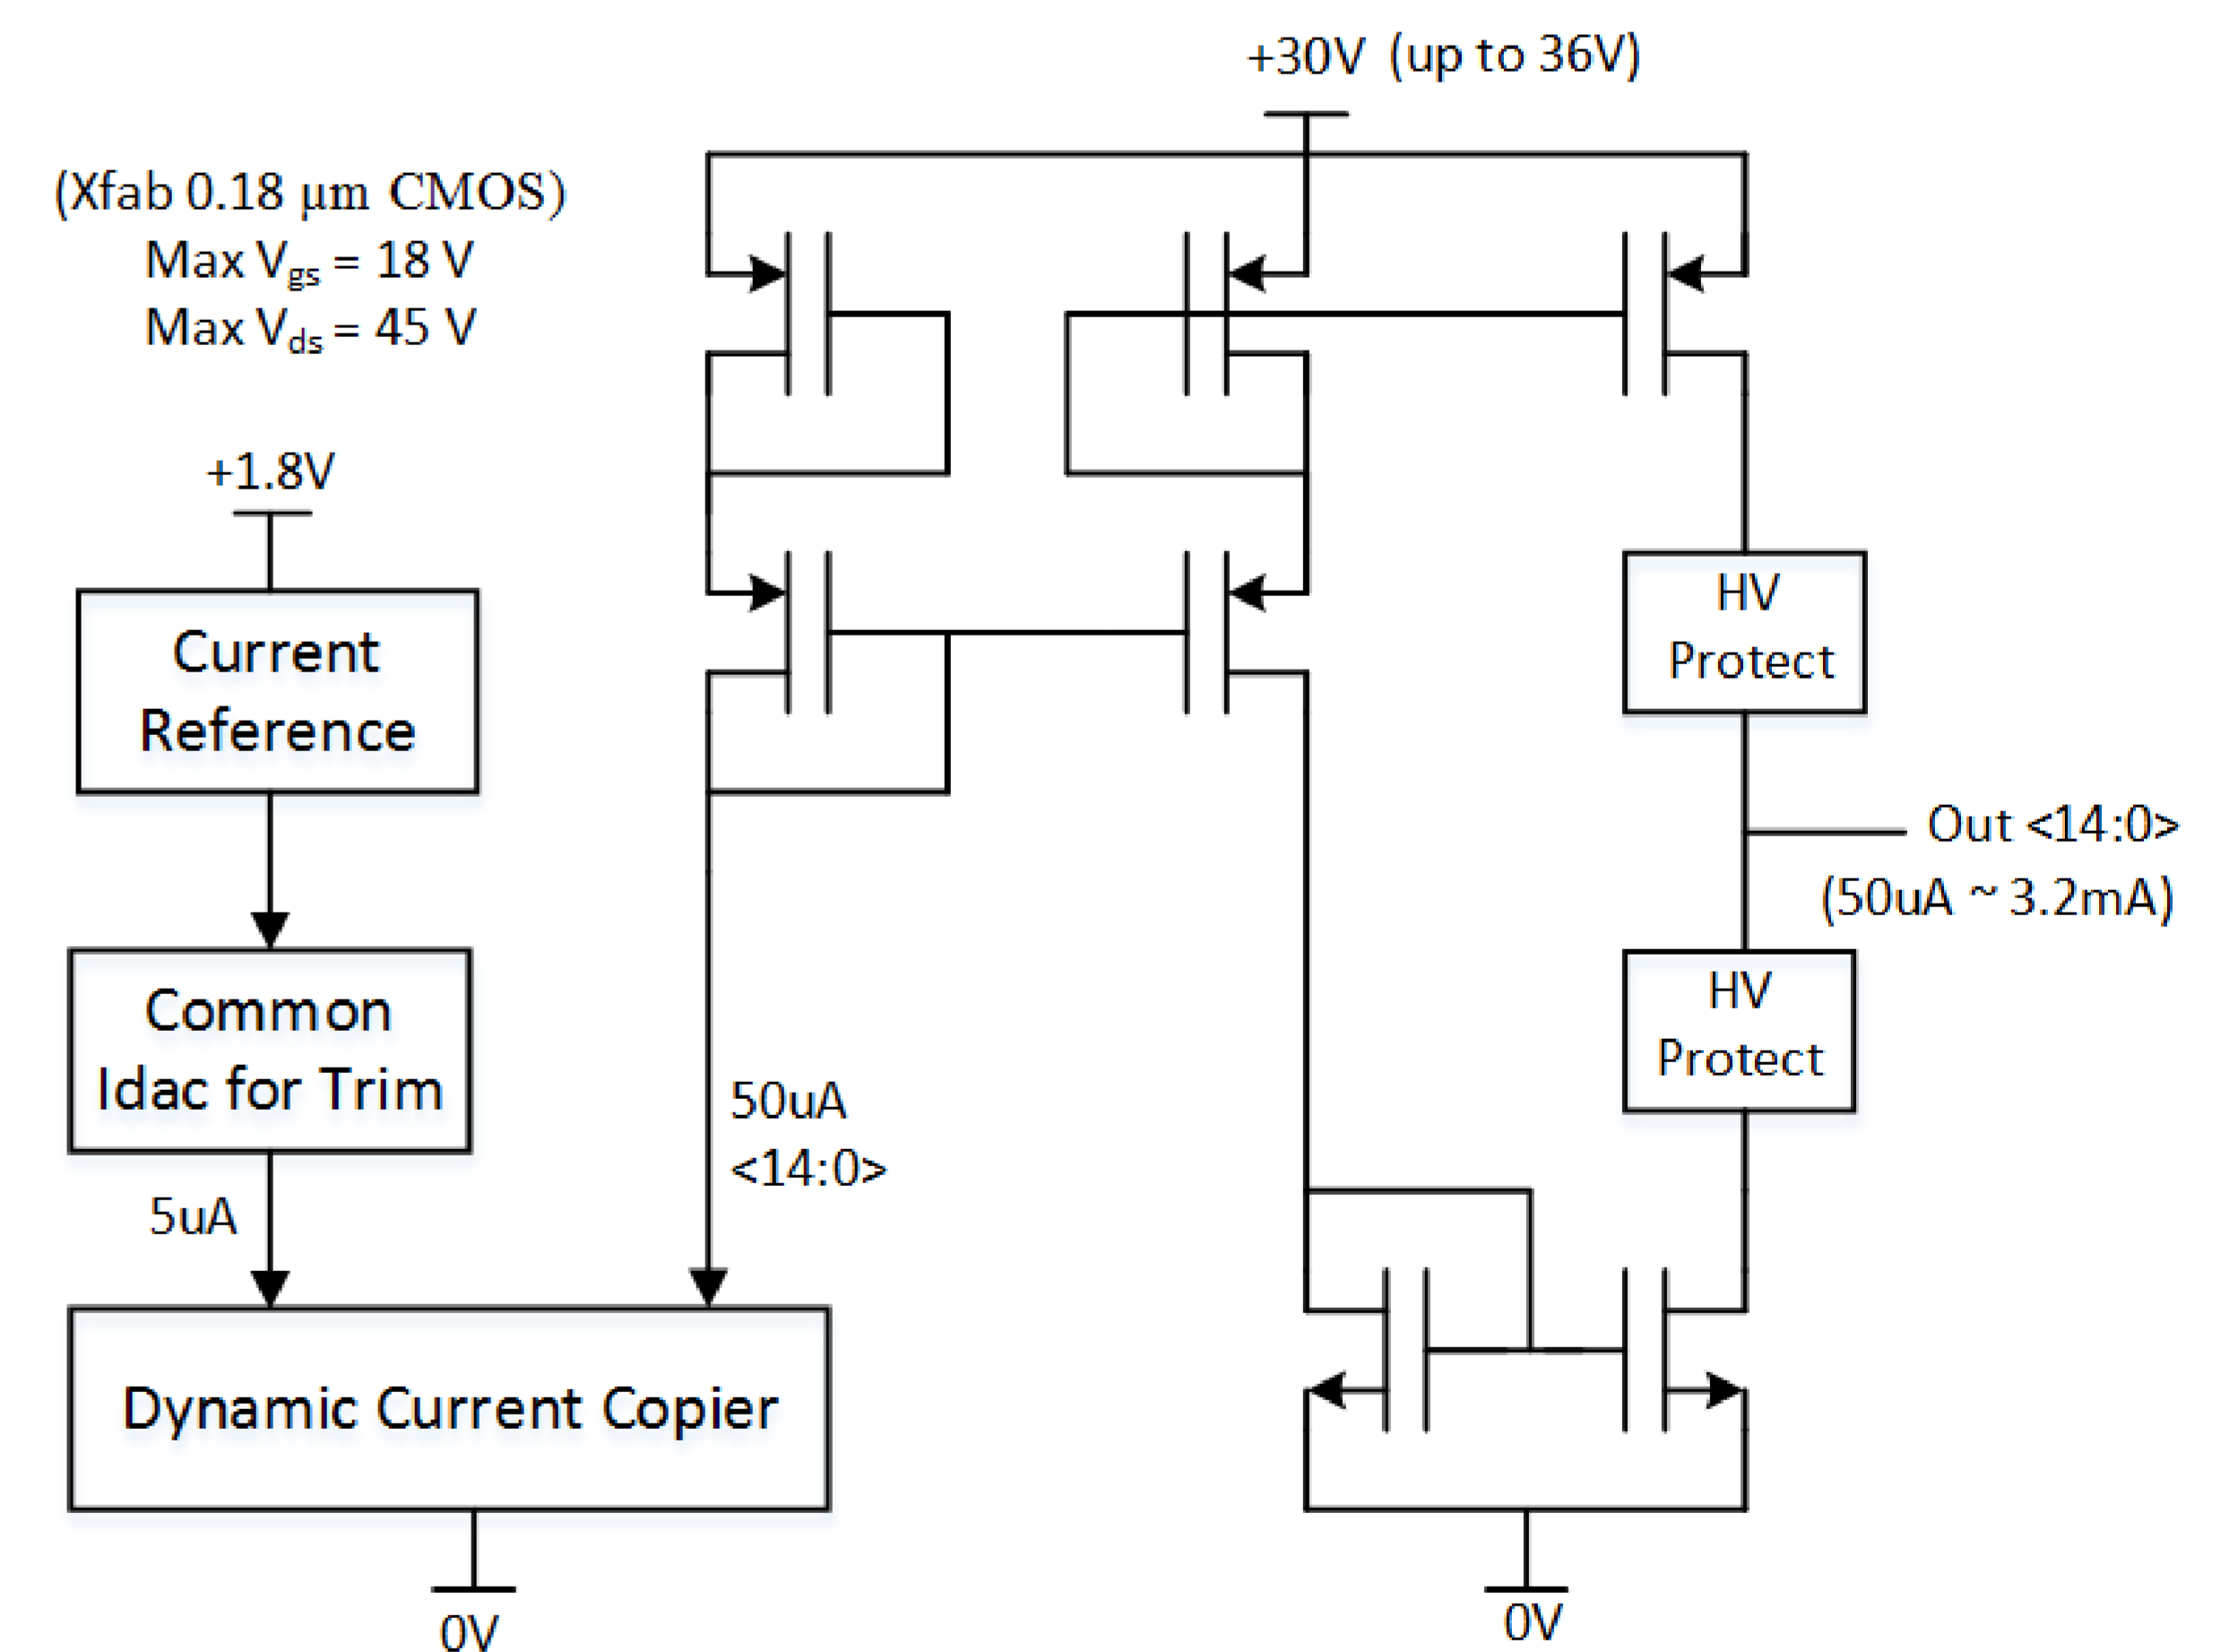 +30V (up to 36V)
(Xfab 0.18 μm CMOS)
Max Vgs = 18 V
Max Vds = 45 V
+1.8V
Current
Reference
Common
Idac for Trim
5uA
50uA
<14:0>
Dynamic Current Copier
0V
HV
Protect
Out <14:0>
(50uA ~ 3.2mA)
HV
Protect
0V